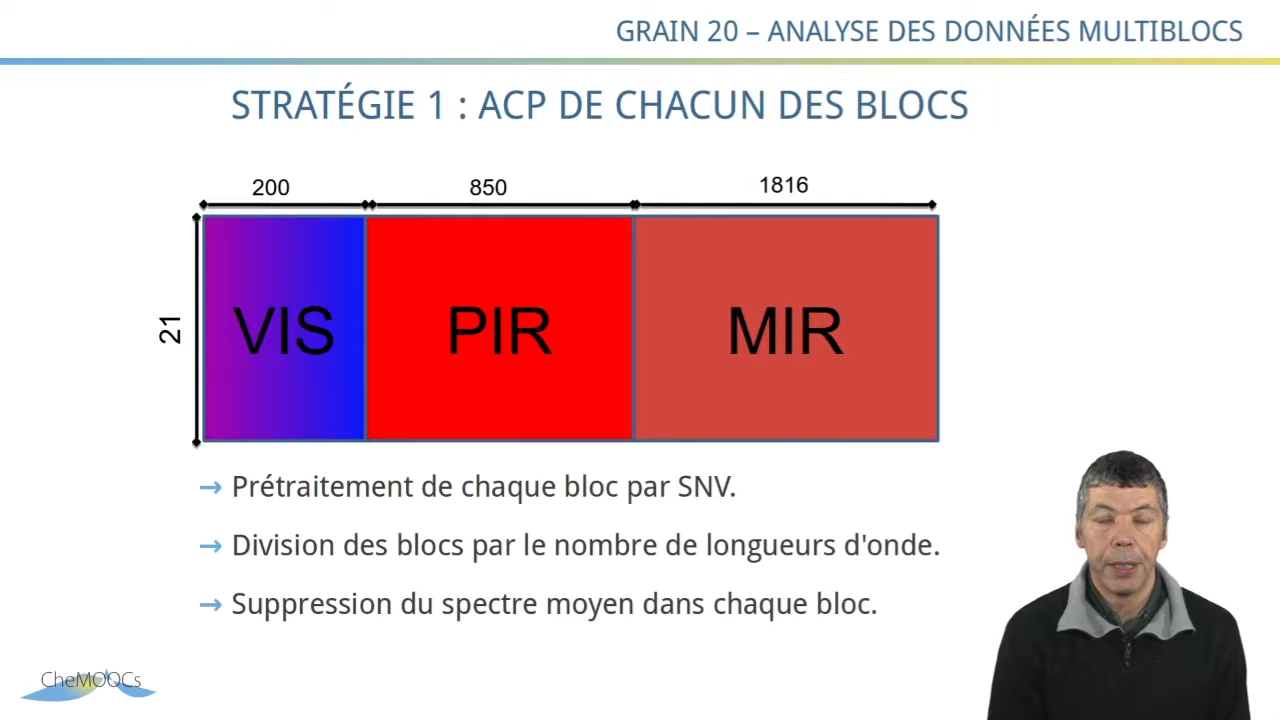 GRAIN 20 – ANALYSE DES DONNÉES MULTIBLOCS
STRATÉGIE 1 : ACP DE CHACUN DES BLOCS
200 850 1816
21
VIS PIR MIR
→ Prétraitement de chaque bloc par SNV.
→ Division des blocs par le nombre de longueurs d'onde.
→ Suppression du spectre moyen dans chaque bloc.
CheMOOCs